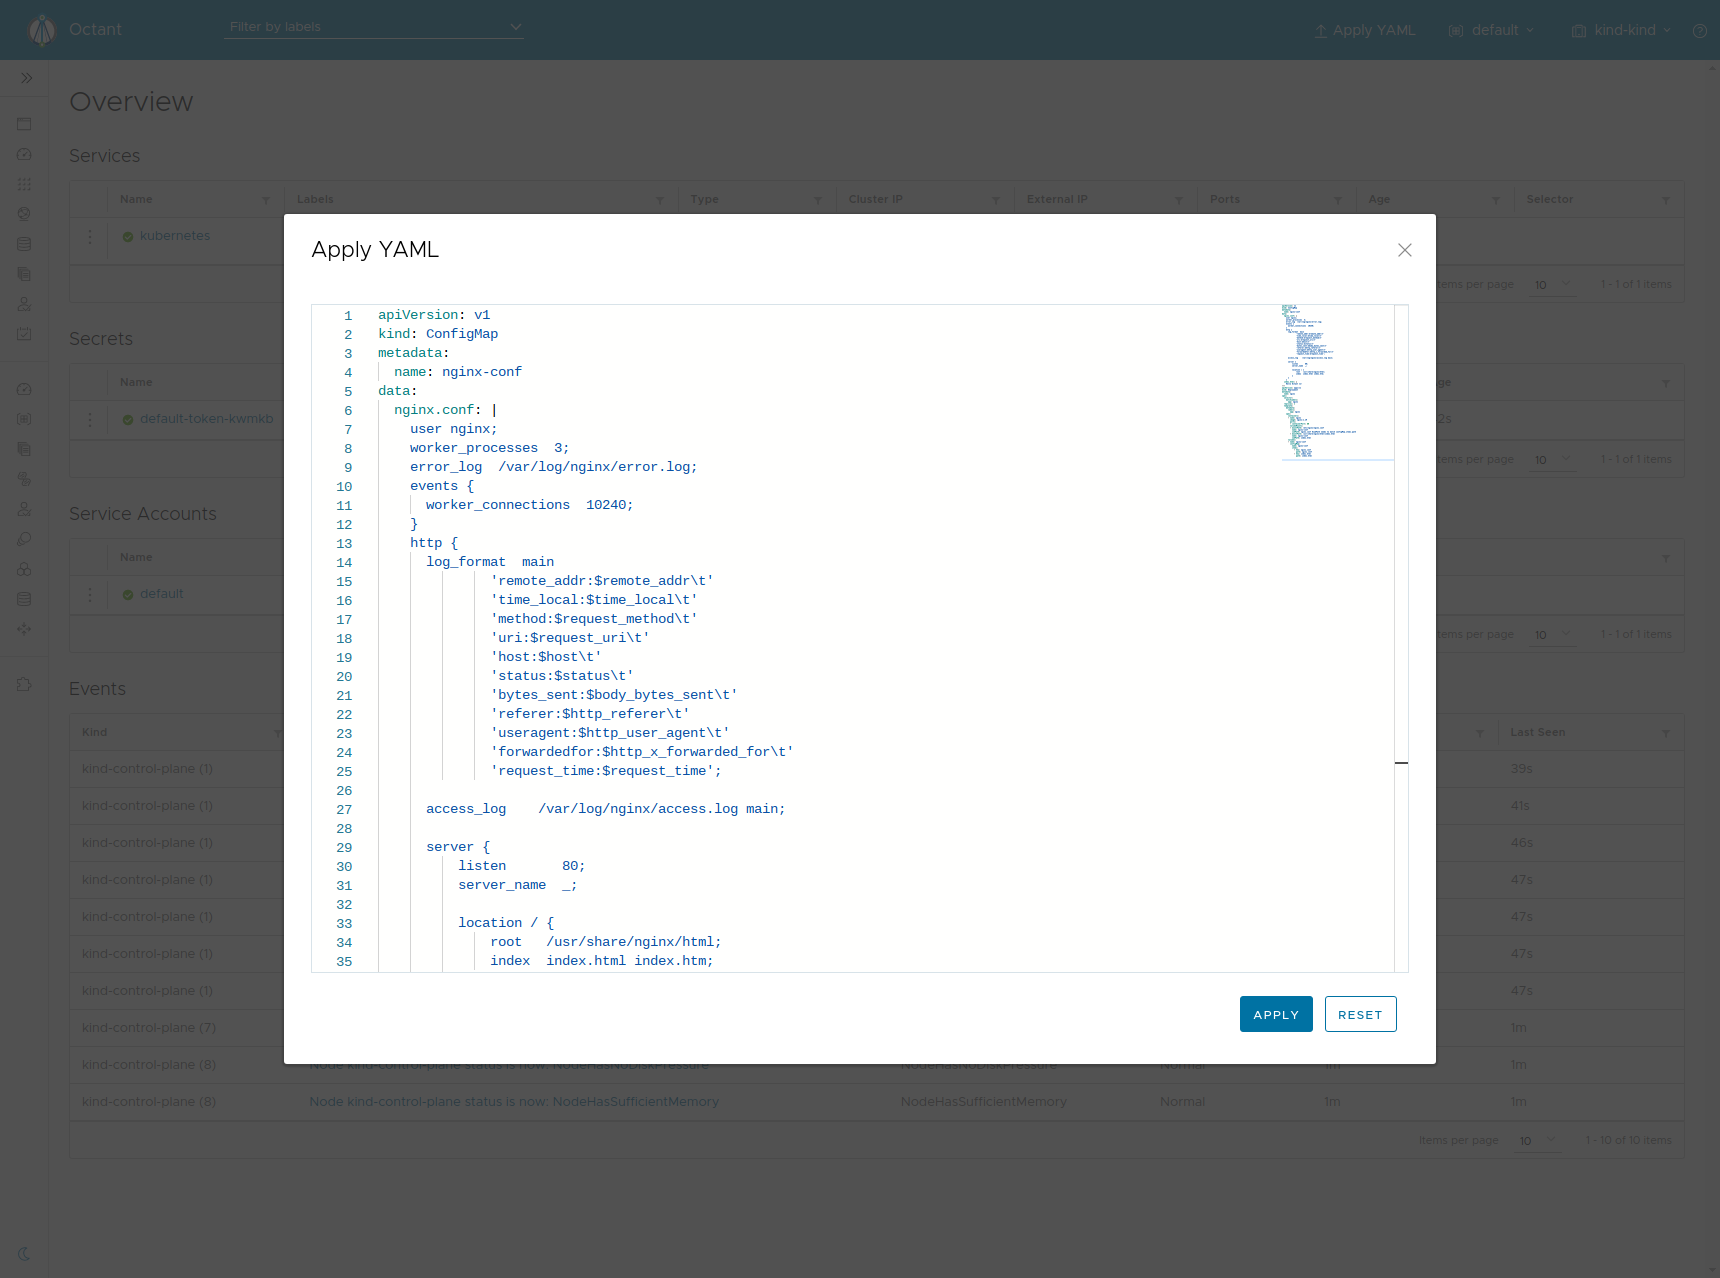 Octant
Filter by labels
Apply YAML
default
kind-kind
Overview
Services
Name Labels Type Cluster IP External IP Ports Age Selector
kubernetes
items per page 10 1 - 1 of 1 items
Secrets
Name
default-token-kwmkb
items per page 10 1 - 1 of 1 items
Service Accounts
Name
default
items per page 10 1 - 1 of 1 items
Events
Kind Last Seen
kind-control-plane (1) 39s
kind-control-plane (1) 41s
kind-control-plane (1) 46s
kind-control-plane (1) 47s
kind-control-plane (1) 47s
kind-control-plane (1) 47s
kind-control-plane (1) 47s
kind-control-plane (7) 1m
kind-control-plane (8) Node kind-control-plane status is now: NodeHasNoDiskPressure NodeHasNoDiskPressure Normal 1m 1m
kind-control-plane (8) Node kind-control-plane status is now: NodeHasSufficientMemory NodeHasSufficientMemory Normal 1m 1m
Items per page 10 1 - 10 of 10 items
Apply YAML
1 apiVersion: v1
2 kind: ConfigMap
3 metadata:
4   name: nginx-conf
5 data:
6   nginx.conf: |
7     user nginx;
8     worker_processes  3;
9     error_log  /var/log/nginx/error.log;
10     events {
11       worker_connections  10240;
12     }
13     http {
14       log_format  main
15               'remote_addr:$remote_addr\t'
16               'time_local:$time_local\t'
17               'method:$request_method\t'
18               'uri:$request_uri\t'
19               'host:$host\t'
20               'status:$status\t'
21               'bytes_sent:$body_bytes_sent\t'
22               'referer:$http_referer\t'
23               'useragent:$http_user_agent\t'
24               'forwardedfor:$http_x_forwarded_for\t'
25               'request_time:$request_time';
26
27       access_log    /var/log/nginx/access.log main;
28
29       server {
30           listen       80;
31           server_name  _;
32
33           location / {
34               root   /usr/share/nginx/html;
35               index  index.html index.htm;
APPLY
RESET